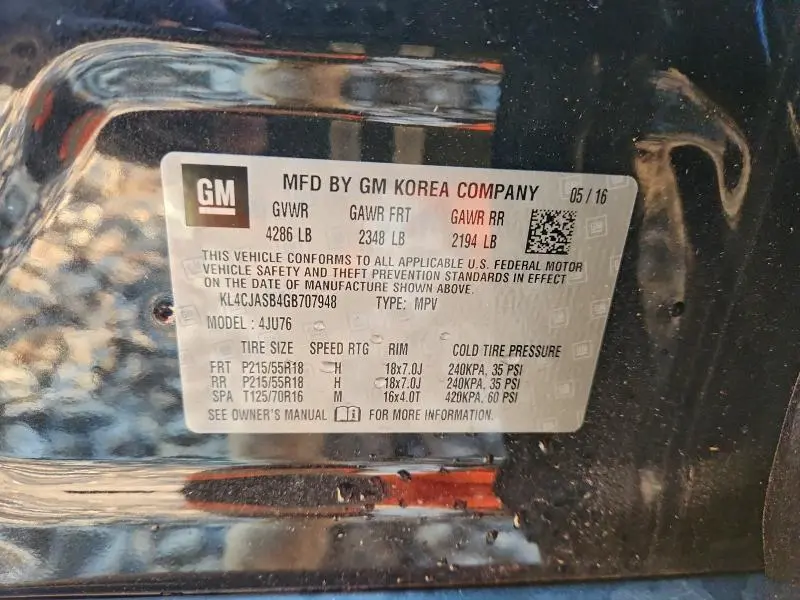 GM
MFD BY GM KOREA COMPANY 05 / 16
GVWR GAWR FRT GAWR RR
4286 LB 2348 LB 2194 LB
THIS VEHICLE CONFORMS TO ALL APPLICABLE U.S. FEDERAL MOTOR
VEHICLE SAFETY AND THEFT PREVENTION STANDARDS IN EFFECT
ON THE DATE OF MANUFACTURE SHOWN ABOVE.
KL4CJASB4GB707948 TYPE: MPV
MODEL : 4JU76
TIRE SIZE SPEED RTG RIM COLD TIRE PRESSURE
FRT P215/55R18 H 18x7.0J 240KPA, 35 PSI
RR P215/55R18 H 18x7.0J 240KPA, 35 PSI
SPA T125/70R16 M 16x4.0T 420KPA, 60 PSI
SEE OWNER'S MANUAL FOR MORE INFORMATION.